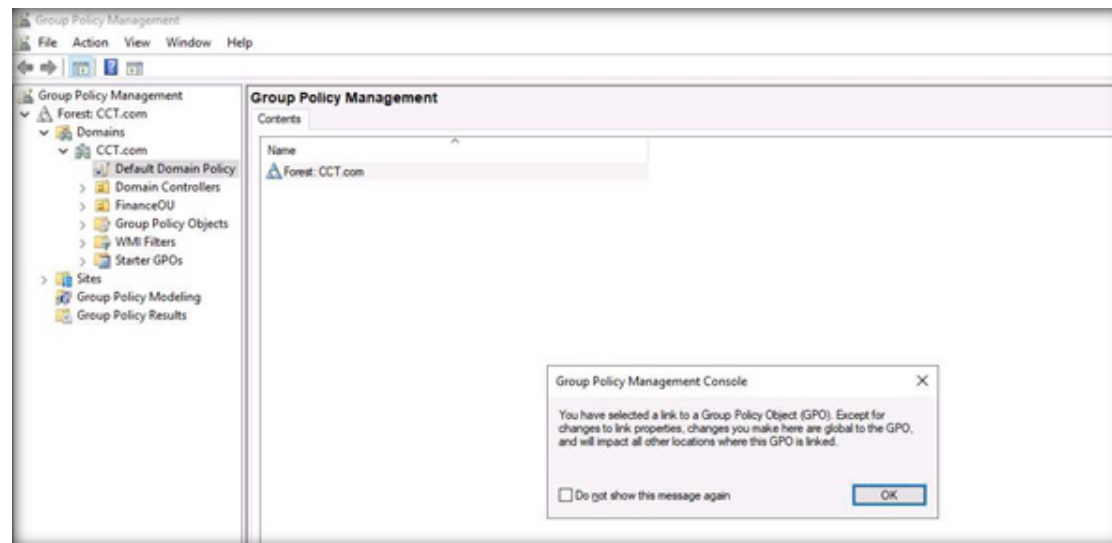 Group Policy Management
File Action View Window Help
Group Policy Management
Forest: CCT.com
Domains
CCT.com
Default Domain Policy
Domain Controllers
FinanceOU
Group Policy Objects
WMI Filters
Starter GPOs
Sites
Group Policy Modeling
Group Policy Results
Group Policy Management
Contents
Name
Forest: CCT.com
Group Policy Management Console
You have selected a link to a Group Policy Object (GPO). Except for
changes to link properties, changes you make here are global to the GPO,
and will impact all other locations where this GPO is linked.
Do not show this message again
OK